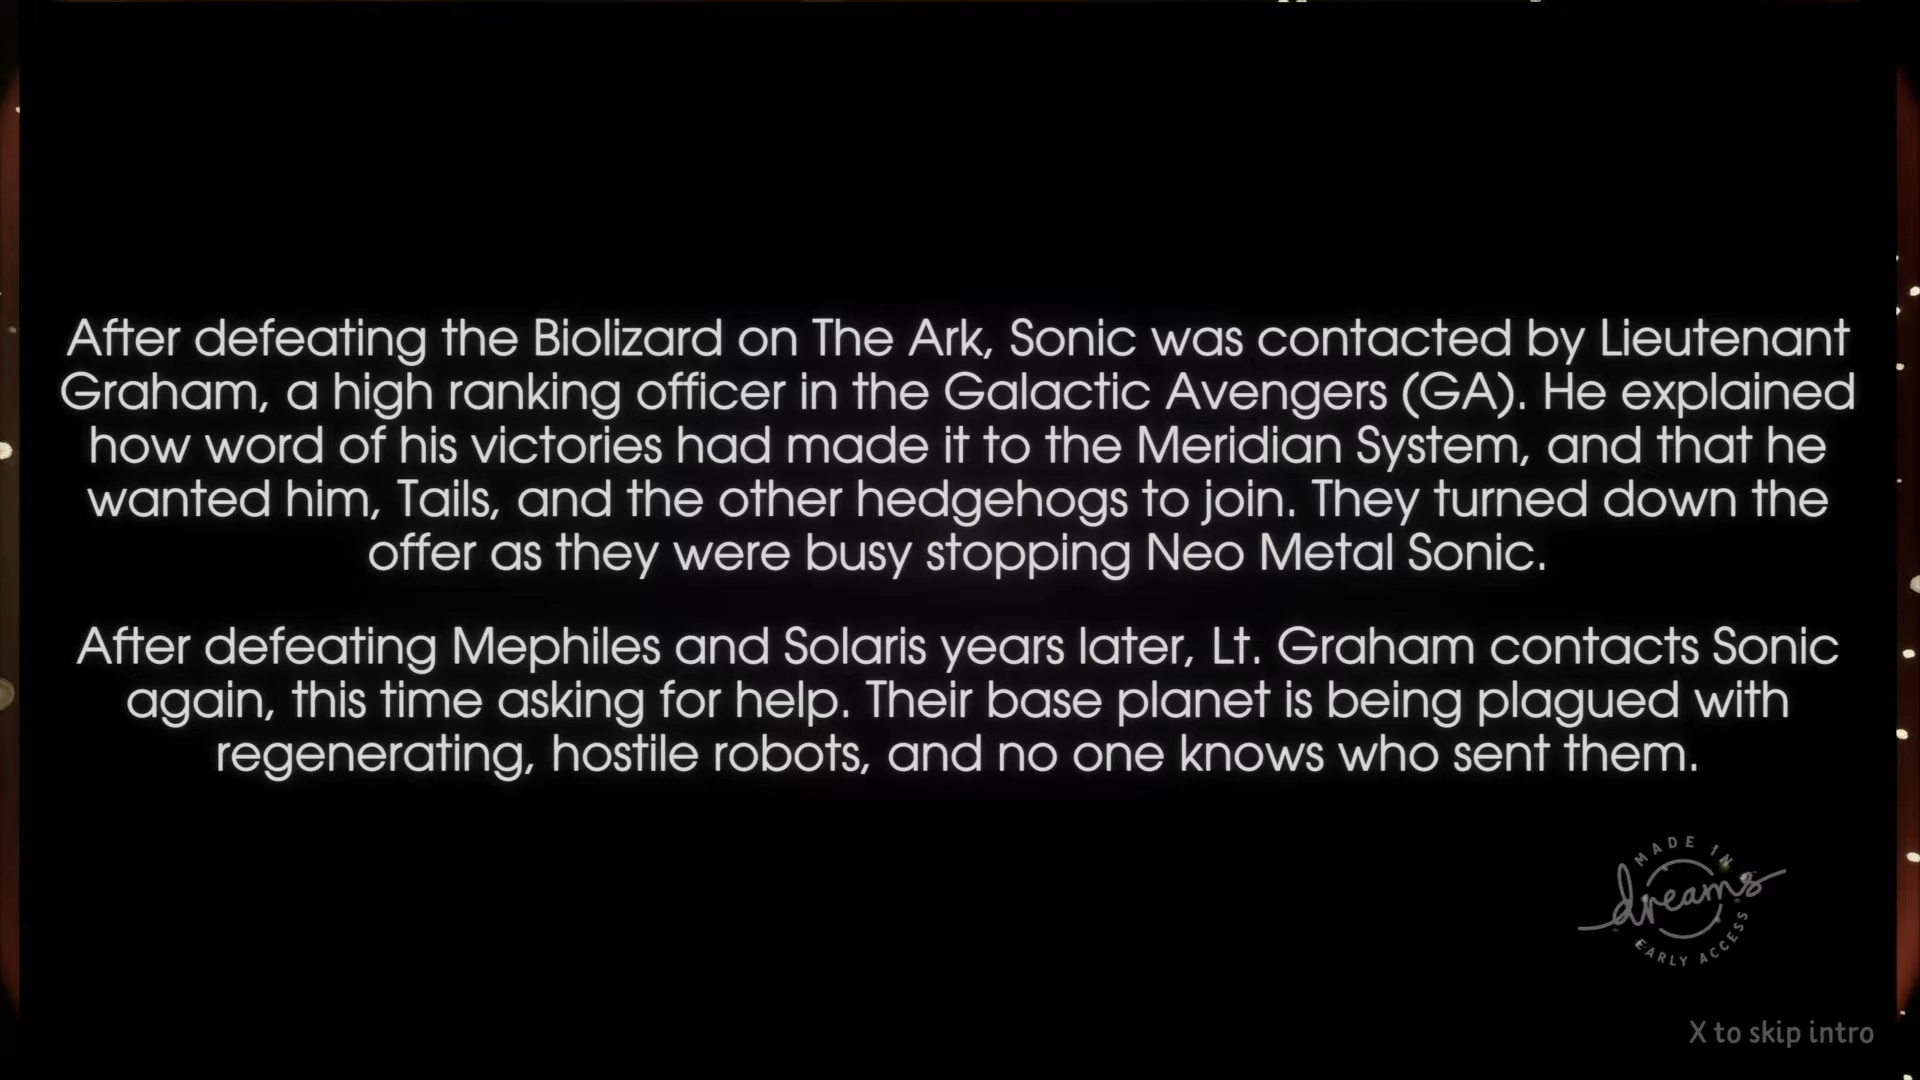 After defeating the Biolizard on The Ark, Sonic was contacted by Lieutenant
Graham, a high ranking officer in the Galactic Avengers (GA). He explained
how word of his victories had made it to the Meridian System, and that he
wanted him, Tails, and the other hedgehogs to join. They turned down the
offer as they were busy stopping Neo Metal Sonic.
After defeating Mephiles and Solaris years later, Lt. Graham contacts Sonic
again, this time asking for help. Their base planet is being plagued with
regenerating, hostile robots, and no one knows who sent them.
MADE IN
dreams
EARLY ACCESS
X to skip intro